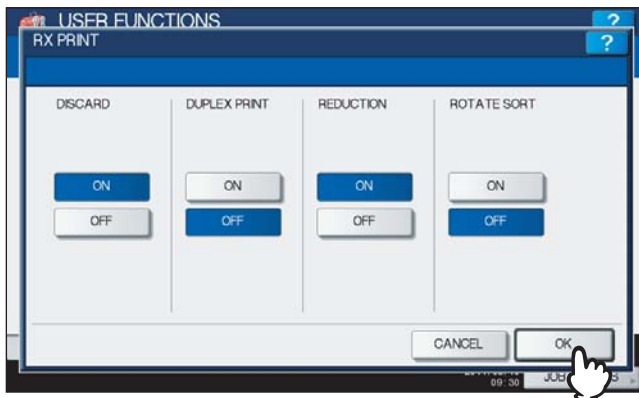 USER FUNCTIONS ?
RX PRINT ?
DISCARD DUPLEX PRINT REDUCTION ROTATE SORT
ON ON ON ON
OFF OFF OFF OFF
CANCEL OK
09:30